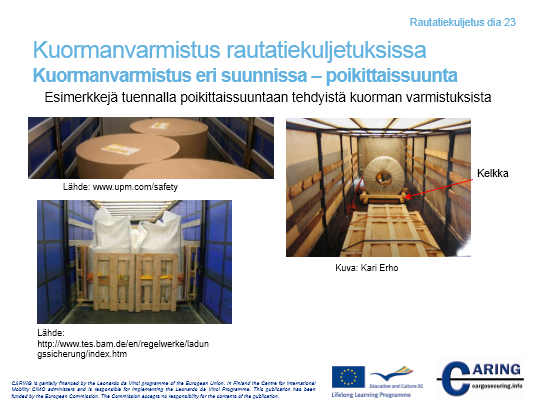 Rautatiekuljetus dia 23
Kuormanvarmistus rautatiekuljetuksissa
Kuormanvarmistus eri suunnissa – poikittaissuunta
Esimerkkejä tuennalla poikittaissuuntaan tehdyistä kuorman varmistuksista
Kelkka
Lähde: www.upm.com/safety
Kuva: Kari Erho
Lähde:
http://www.tes.bam.de/en/regelwerke/ladun
gssicherung/index.htm
CARING is partially financed by the Leonardo da Vinci programme of the European Union. In Finland the Centre for International
Mobility CIMO administers and is responsible for implementing the Leonardo da Vinci Programme. This publication has been
funded by the European Commission. The Commission accepts no responsibility for the contents of the publication.
Education and Culture DG
Lifelong Learning Programme
CARING
cargosecuring.info